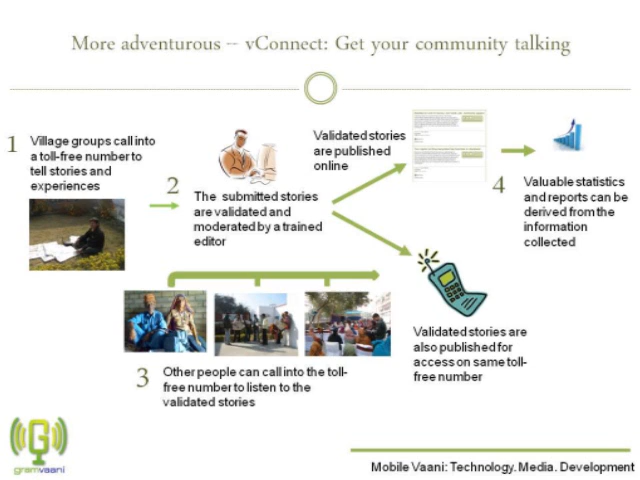 More adventurous -- vConnect: Get your community talking
1
Village groups call into
a toll-free number to
tell stories and
experiences
2
The submitted stories
are validated and
moderated by a trained
editor
Validated stories
are published
online
4
Valuable statistics
and reports can be
derived from the
information
collected
Validated stories are
also published for
access on same toll-
free number
3
Other people can call into the toll-
free number to listen to the
validated stories
gramvaani
Mobile Vaani: Technology. Media. Development